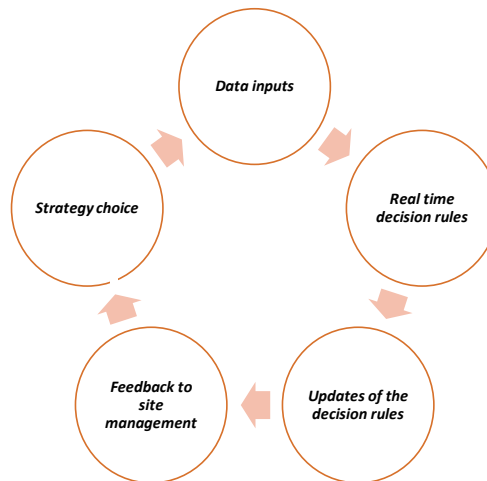 Data inputs
Real time
decision rules
Updates of the
decision rules
Feedback to
site
management
Strategy choice